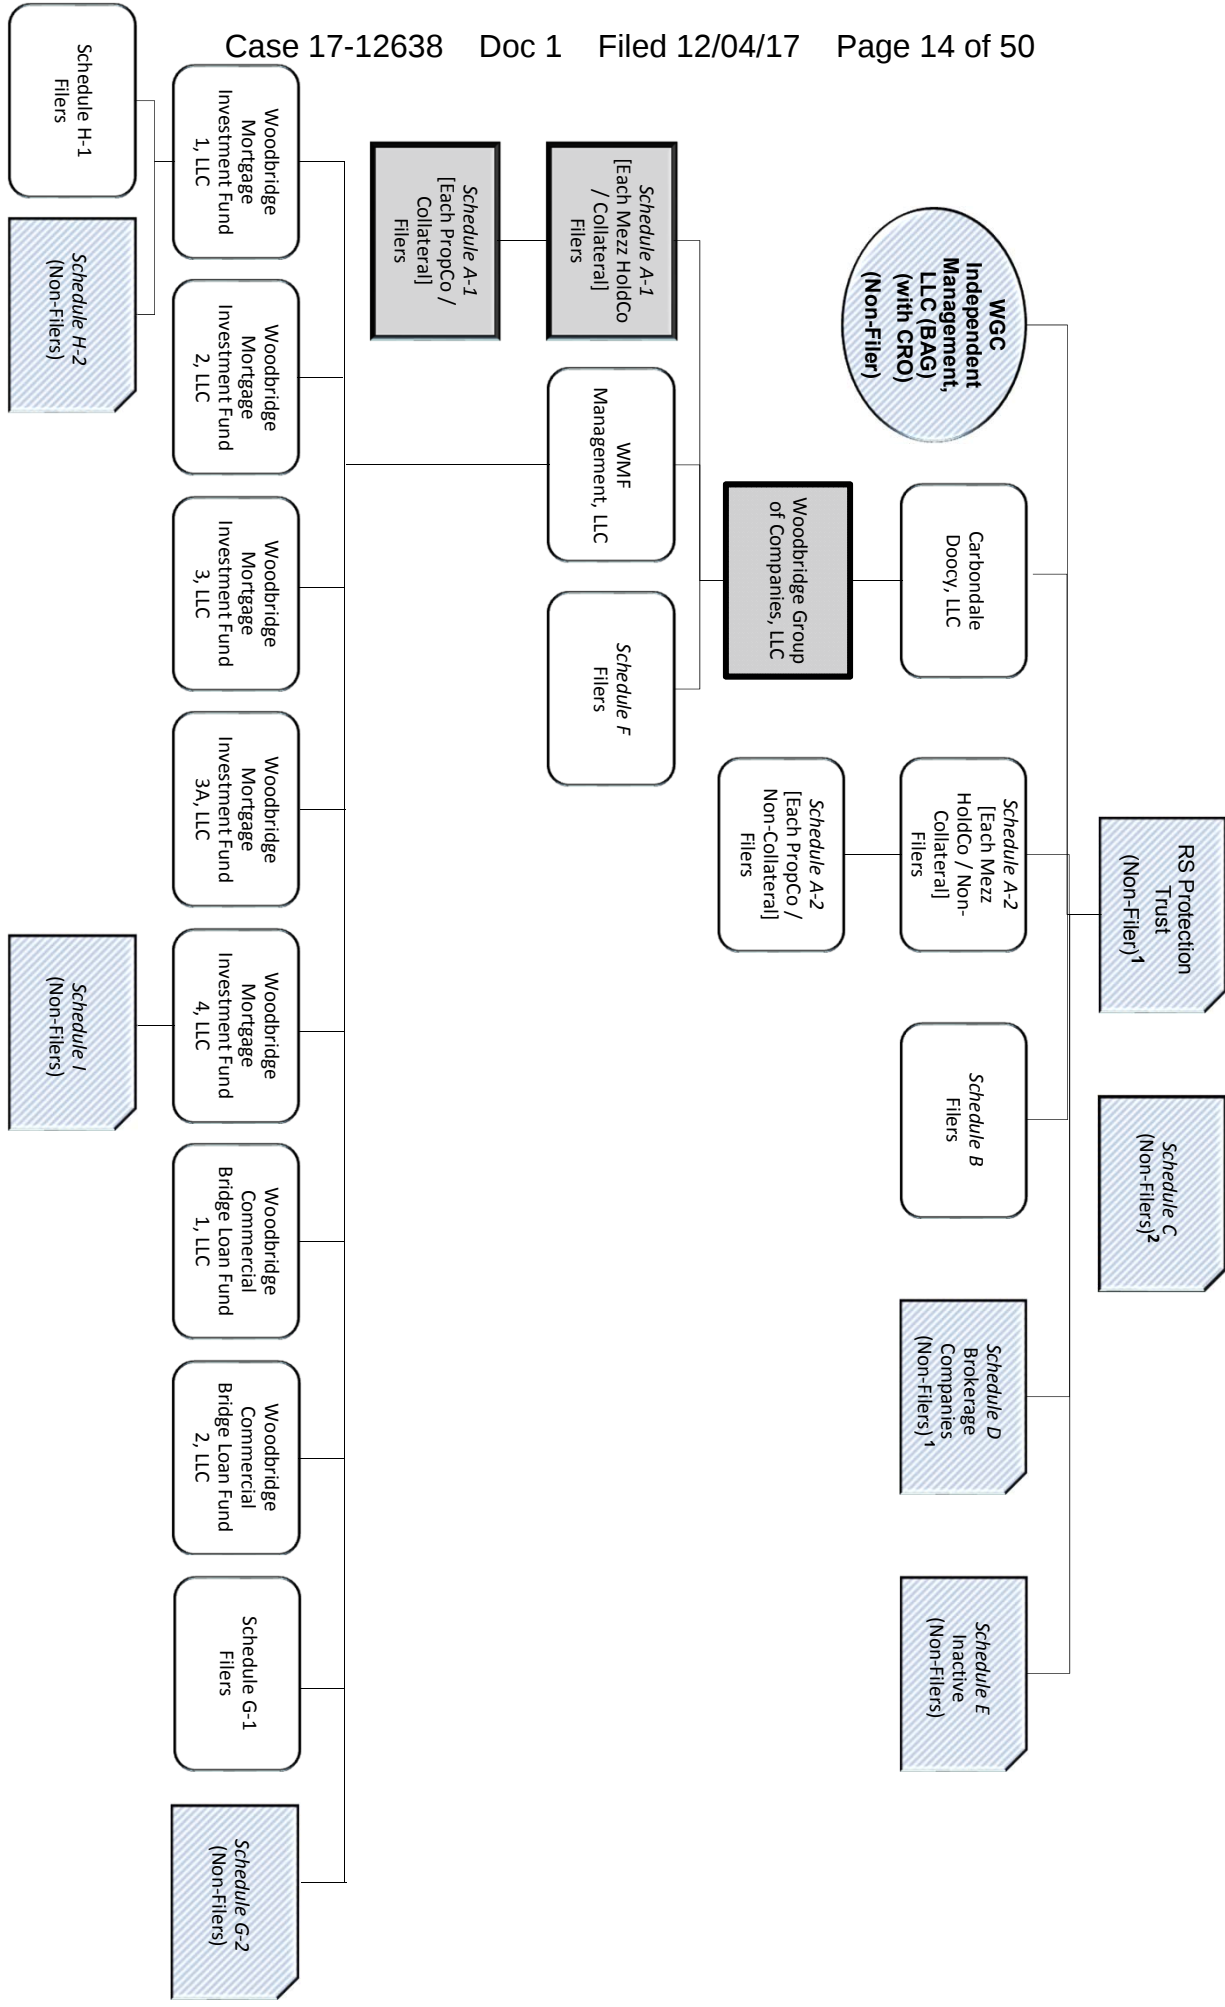 Case 17-12638 Doc 1 Filed 12/04/17 Page 14 of 50
RS Protection
Trust
(Non-Filer)1
Schedule C
(Non-Filers)2
WGC
Independent
Management,
LLC (BAG)
(with CRO)
(Non-Filer)
Carbondale
Doocy, LLC
Schedule A-2
[Each Mezz
HoldCo / Non-
Collateral]
Filers
Schedule B
Filers
Schedule D
Brokerage
Companies
(Non-Filers) 1
Schedule E
Inactive
(Non-Filers)
Woodbridge Group
of Companies, LLC
Schedule A-2
[Each PropCo /
Non-Collateral]
Filers
Schedule A-1
[Each Mezz HoldCo
/ Collateral]
Filers
WMF
Management, LLC
Schedule F
Filers
Schedule A-1
[Each PropCo /
Collateral]
Filers
Woodbridge
Mortgage
Investment Fund
1, LLC
Woodbridge
Mortgage
Investment Fund
2, LLC
Woodbridge
Mortgage
Investment Fund
3, LLC
Woodbridge
Mortgage
Investment Fund
3A, LLC
Woodbridge
Mortgage
Investment Fund
4, LLC
Woodbridge
Commercial
Bridge Loan Fund
1, LLC
Woodbridge
Commercial
Bridge Loan Fund
2, LLC
Schedule G-1
Filers
Schedule G-2
(Non-Filers)
Schedule H-1
Filers
Schedule H-2
(Non-Filers)
Schedule I
(Non-Filers)